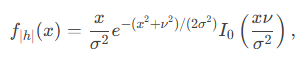 f_{|h|}(x) = \frac{x}{\sigma^2} e^{-(x^2+\nu^2)/(2\sigma^2)} I_0 \left( \frac{x\nu}{\sigma^2} \right),